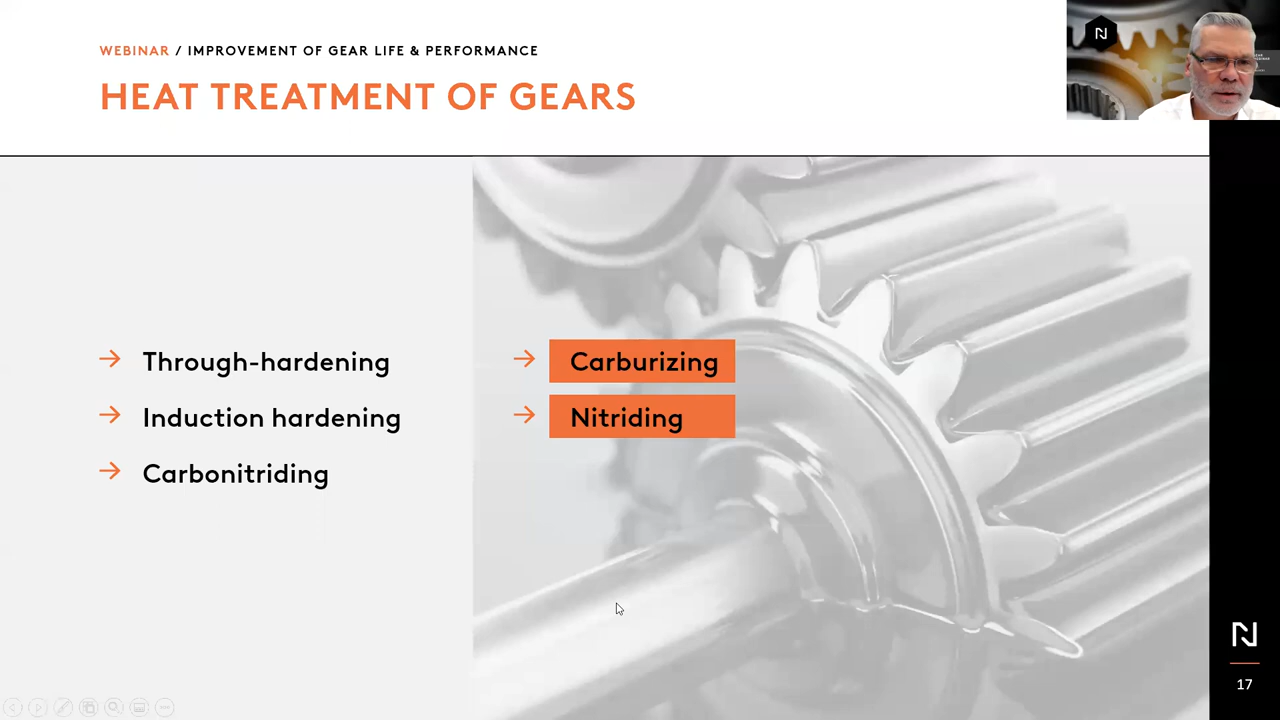 WEBINAR / IMPROVEMENT OF GEAR LIFE & PERFORMANCE
HEAT TREATMENT OF GEARS
Through-hardening
Induction hardening
Carbonitriding
Carburizing
Nitriding
17